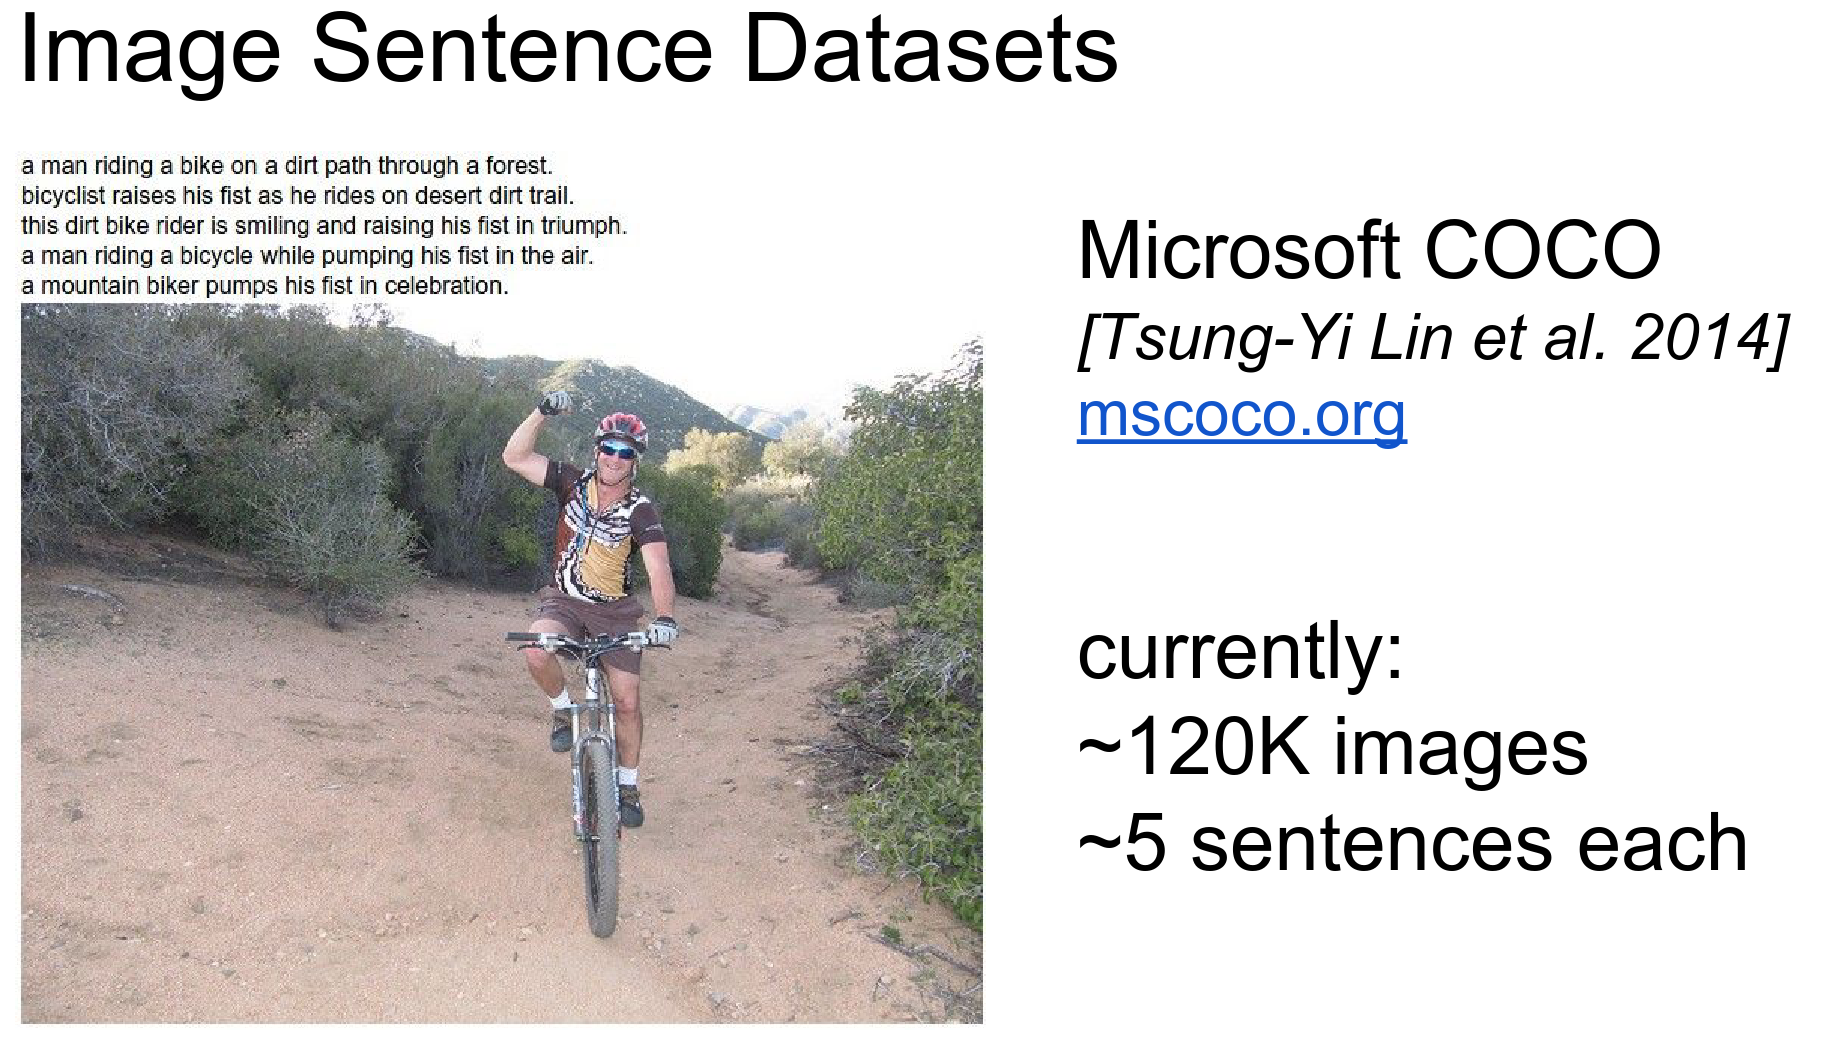 Image Sentence Datasets
a man riding a bike on a dirt path through a forest.
bicyclist raises his fist as he rides on desert dirt trail.
this dirt bike rider is smiling and raising his fist in triumph.
a man riding a bicycle while pumping his fist in the air.
a mountain biker pumps his fist in celebration.
Microsoft COCO
[Tsung-Yi Lin et al. 2014]
mscoco.org
currently:
~120K images
~5 sentences each